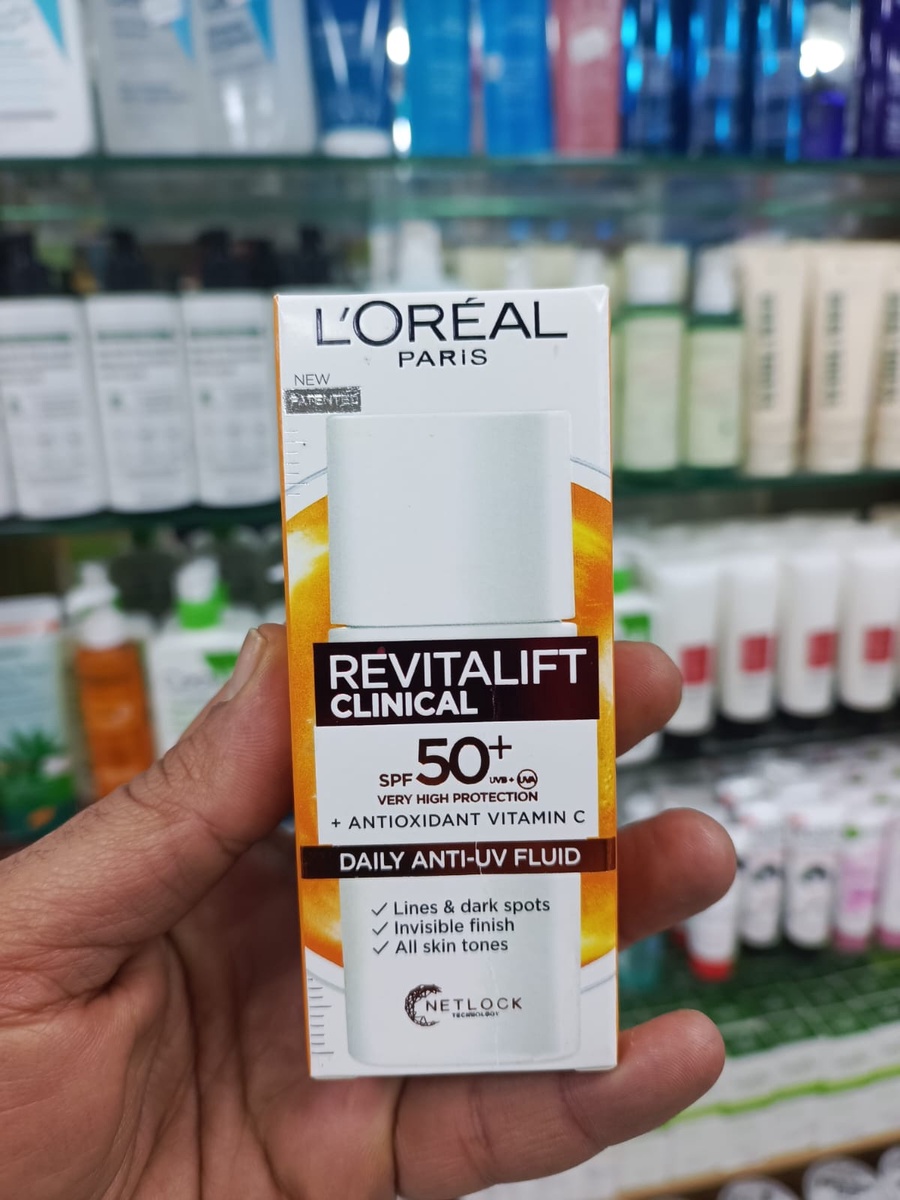 L'ORÉAL
PARIS
NEW
PATENTED
REVITALIFT
CLINICAL
SPF 50+ UVB + UVA
VERY HIGH PROTECTION
+ ANTIOXIDANT VITAMIN C
DAILY ANTI-UV FLUID
✓ Lines & dark spots
✓ Invisible finish
✓ All skin tones
NETLOCK
TECHNOLOGY